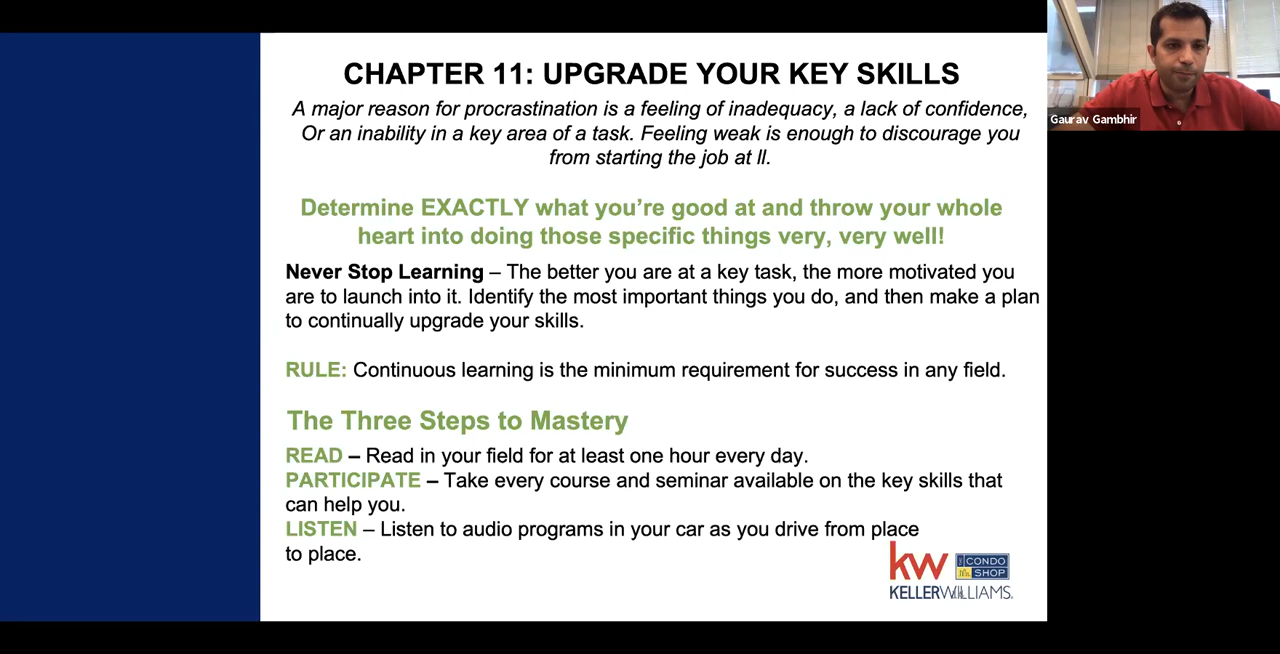 CHAPTER 11: UPGRADE YOUR KEY SKILLS
A major reason for procrastination is a feeling of inadequacy, a lack of confidence,
Or an inability in a key area of a task. Feeling weak is enough to discourage you
from starting the job at ll.
Determine EXACTLY what you’re good at and throw your whole
heart into doing those specific things very, very well!
Never Stop Learning – The better you are at a key task, the more motivated you
are to launch into it. Identify the most important things you do, and then make a plan
to continually upgrade your skills.
RULE: Continuous learning is the minimum requirement for success in any field.
The Three Steps to Mastery
READ – Read in your field for at least one hour every day.
PARTICIPATE – Take every course and seminar available on the key skills that
can help you.
LISTEN – Listen to audio programs in your car as you drive from place
to place.
kw
CONDO
SHOP
KELLERWILLIAMS.
Gaurav Gambhir